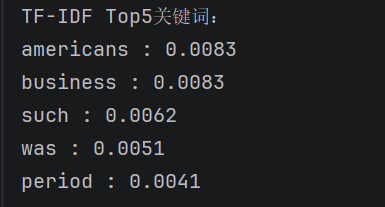 TF-IDF Top5关键词：
americans : 0.0083
business : 0.0083
such : 0.0062
was : 0.0051
period : 0.0041